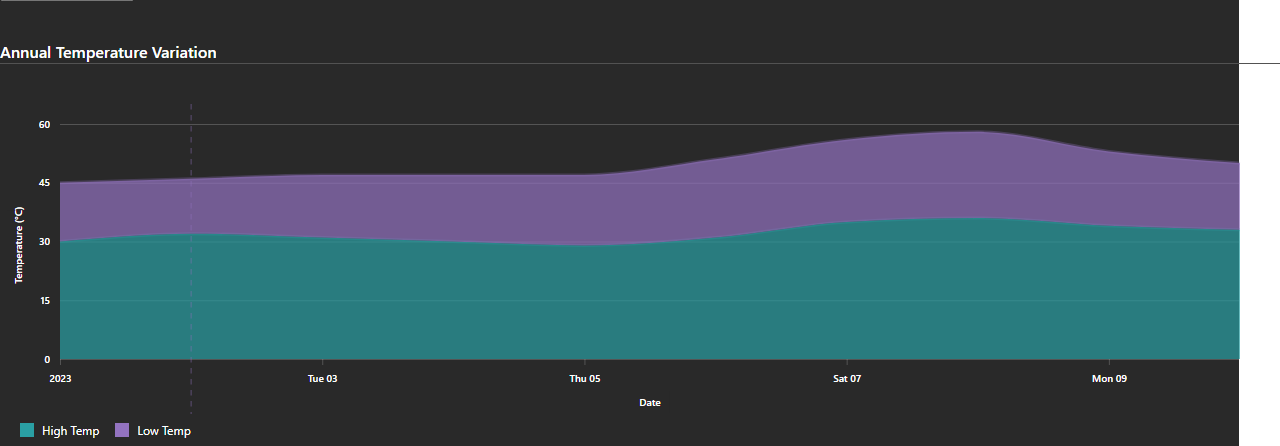 Annual Temperature Variation
60
45
30
15
0
Temperature (°C)
2023 Tue 03 Thu 05 Sat 07 Mon 09
Date
High Temp Low Temp